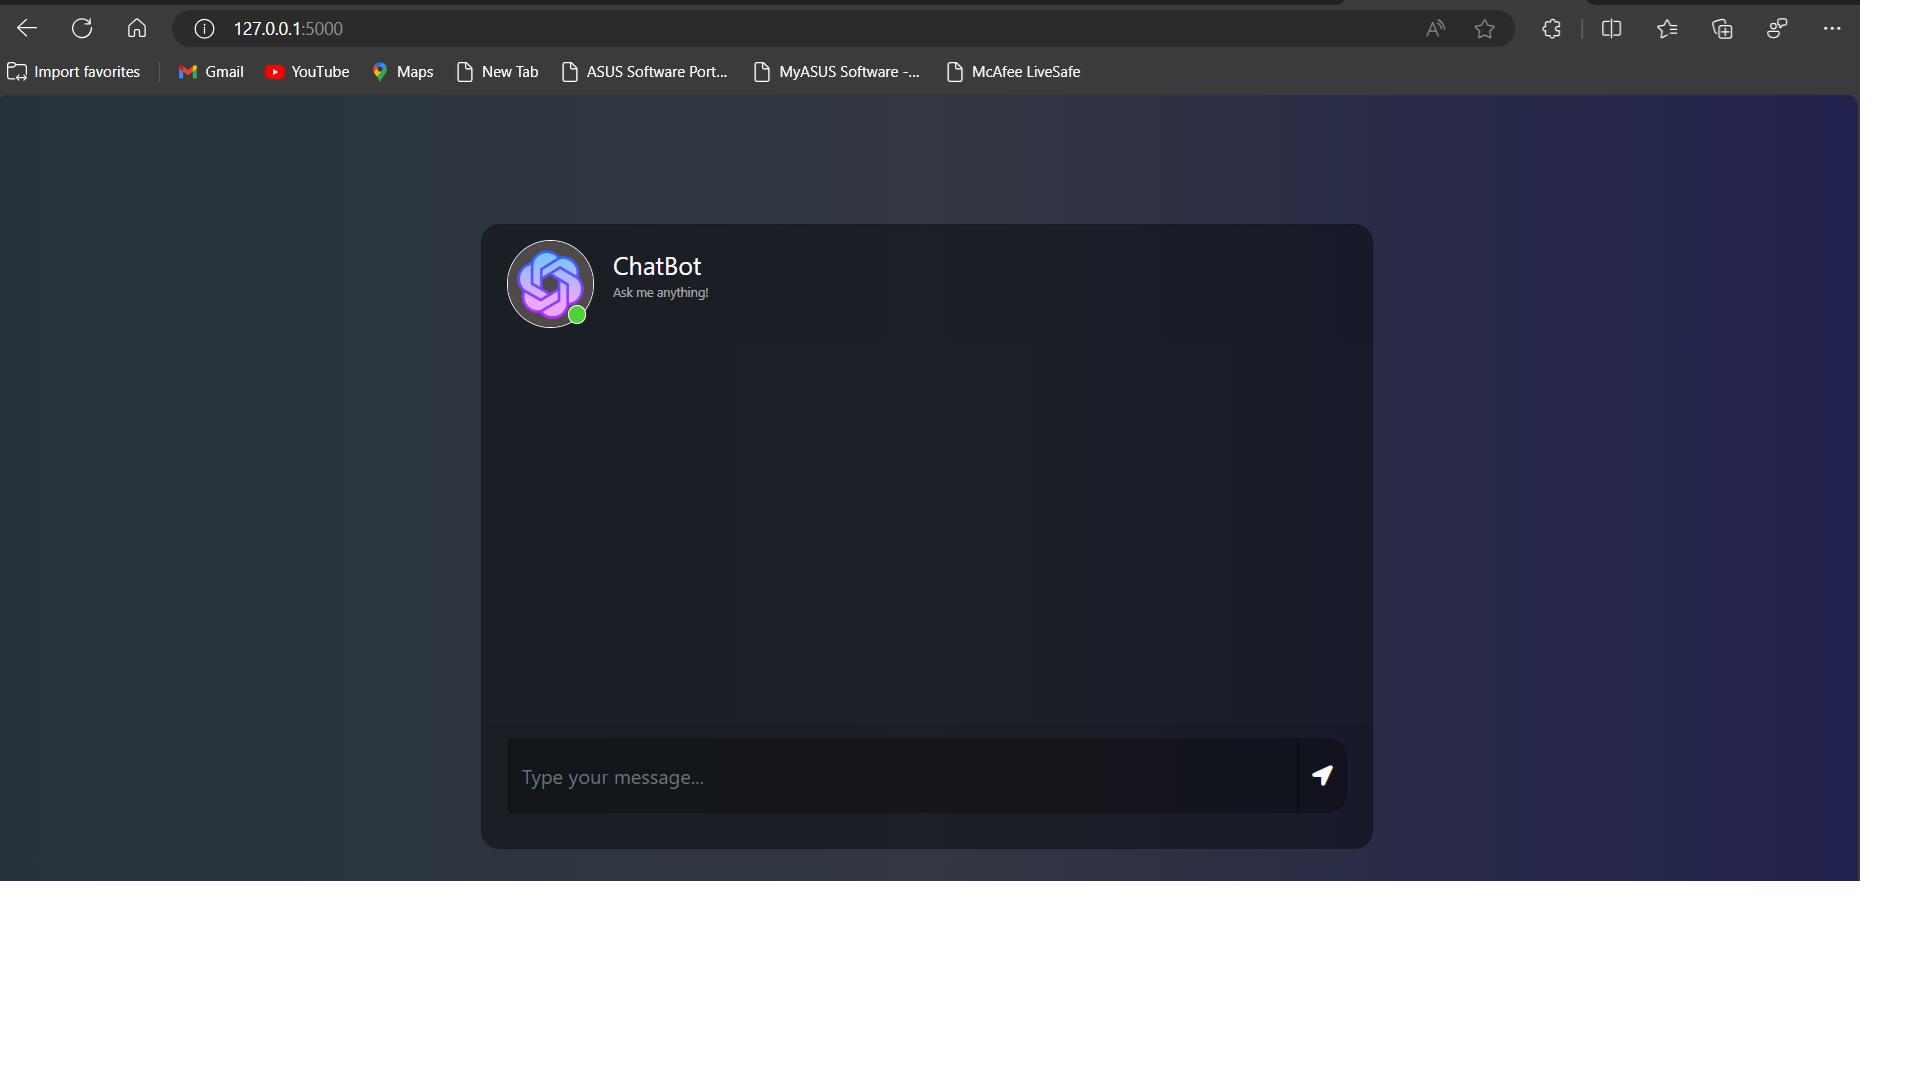 127.0.0.1:5000
Import favorites Gmail YouTube Maps New Tab ASUS Software Port... MyASUS Software -... McAfee LiveSafe
ChatBot
Ask me anything!
Type your message...